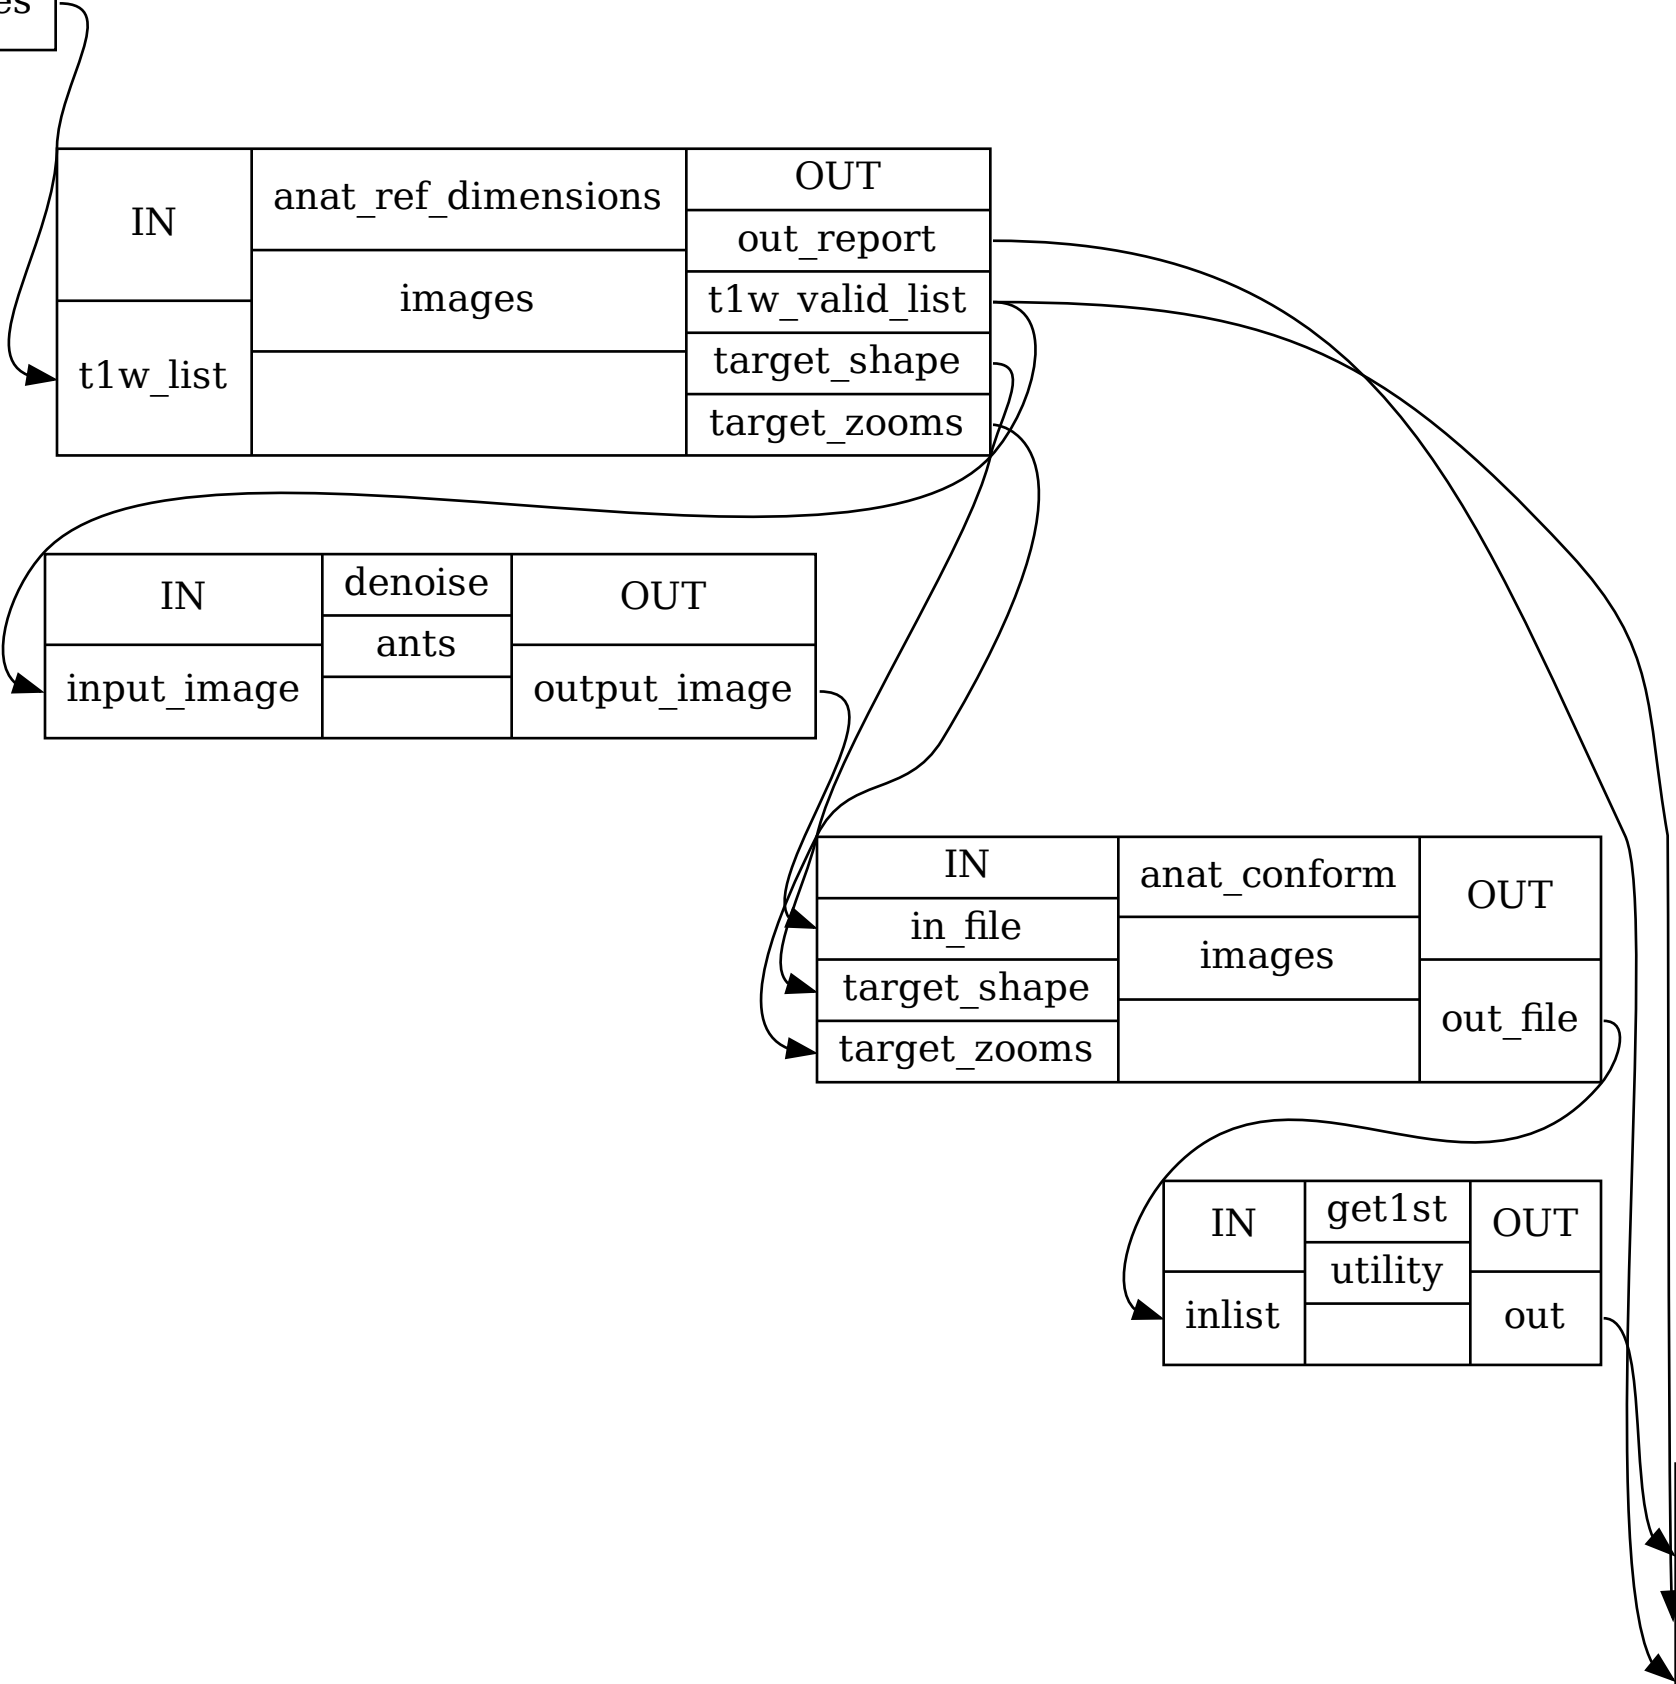 es
IN
anat_ref_dimensions
OUT
out_report
images
t1w_valid_list
t1w_list
target_shape
target_zooms
IN
denoise
OUT
ants
input_image
output_image
IN
anat_conform
OUT
in_file
images
target_shape
out_file
target_zooms
IN
get1st
OUT
utility
inlist
out